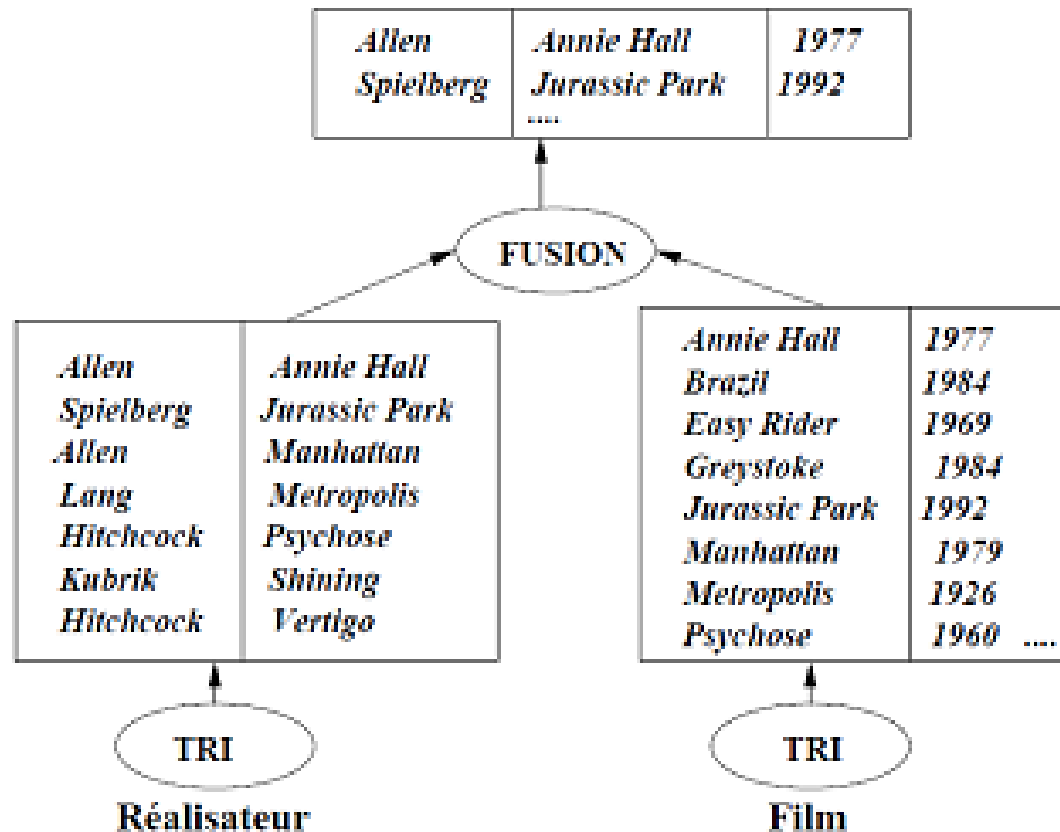 Allen Annie Hall 1977
Spielberg Jurassic Park 1992
....
FUSION
Allen Annie Hall
Spielberg Jurassic Park
Allen Manhattan
Lang Metropolis
Hitchcock Psychose
Kubrik Shining
Hitchcock Vertigo
Annie Hall 1977
Brazil 1984
Easy Rider 1969
Greystoke 1984
Jurassic Park 1992
Manhattan 1979
Metropolis 1926
Psychose 1960 ....
TRI
TRI
Réalisateur
Film